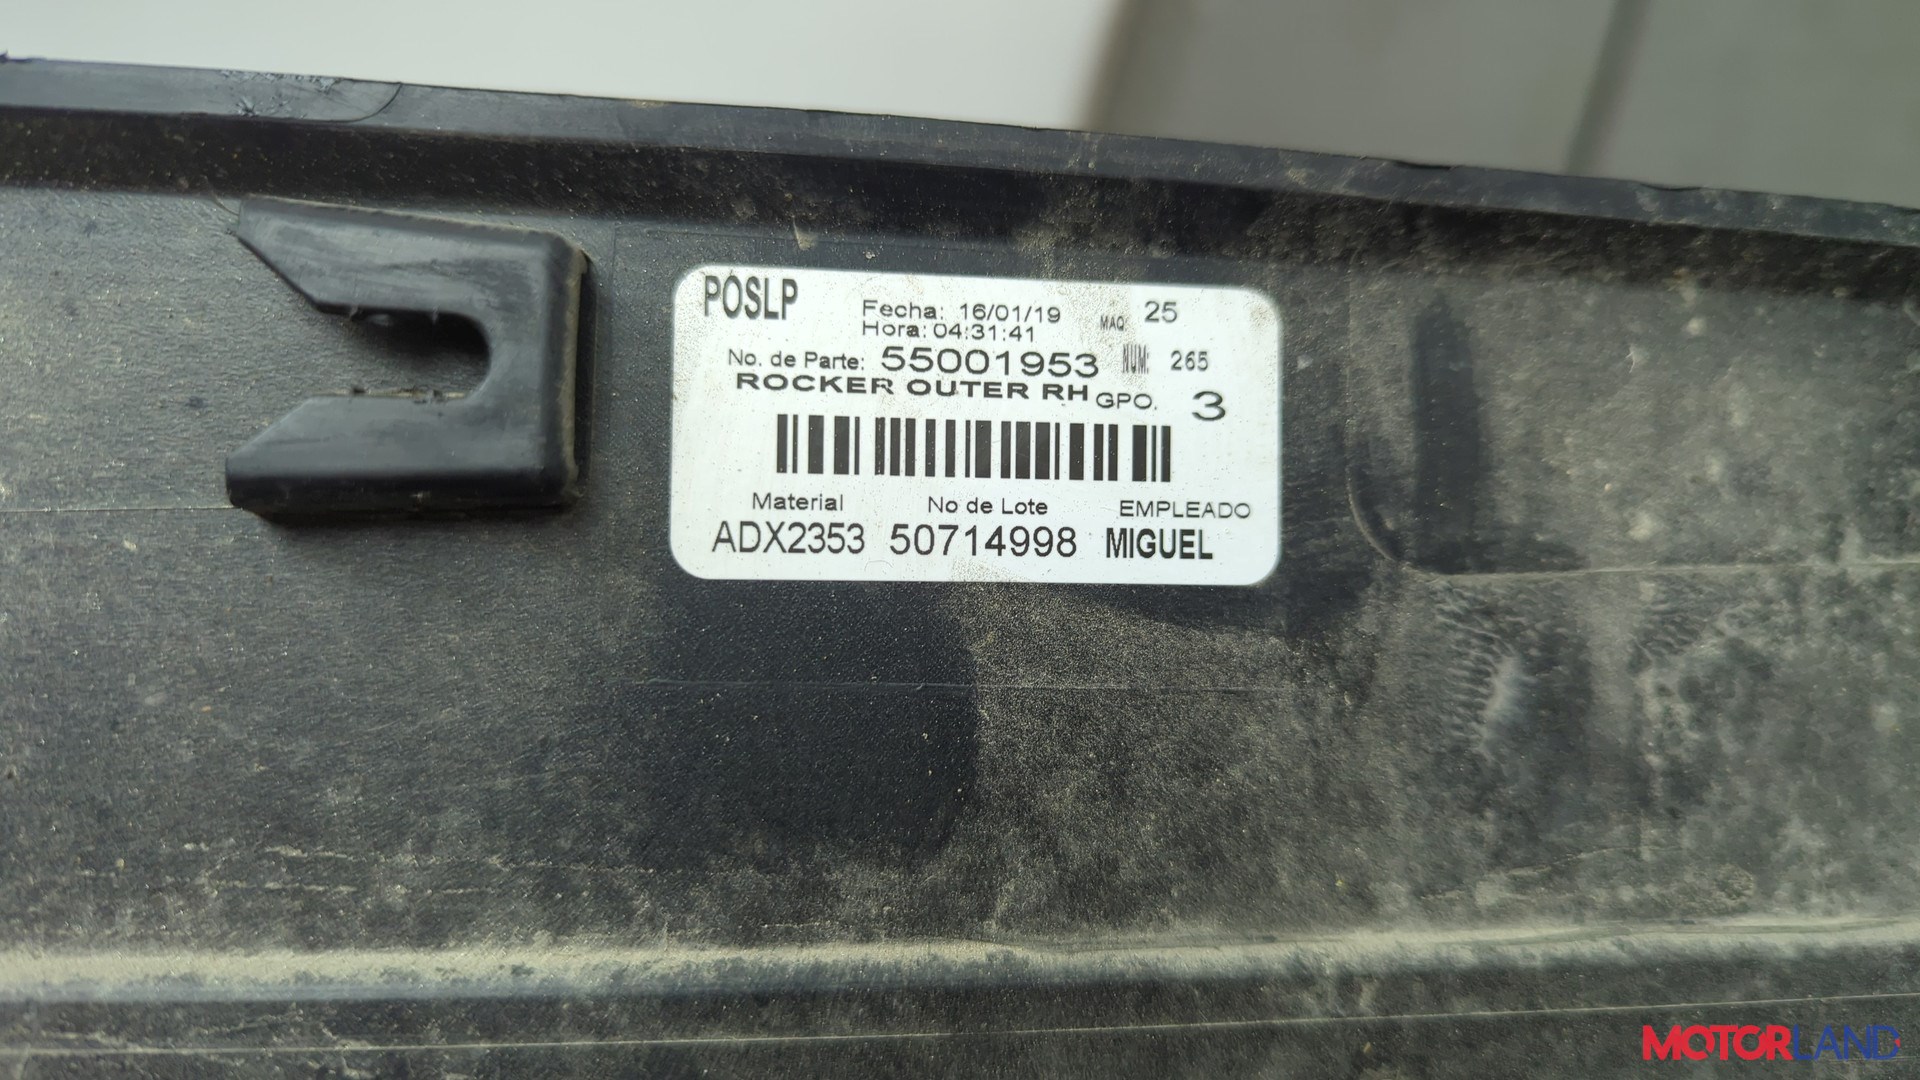 POSLP
Fecha: 16/01/19 MAQ: 25
Hora: 04:31:41
No. de Parte: 55001953 NUM: 265
ROCKER OUTER RH GPO. 3
Material No de Lote EMPLEADO
ADX2353 50714998 MIGUEL
MOTORLAND